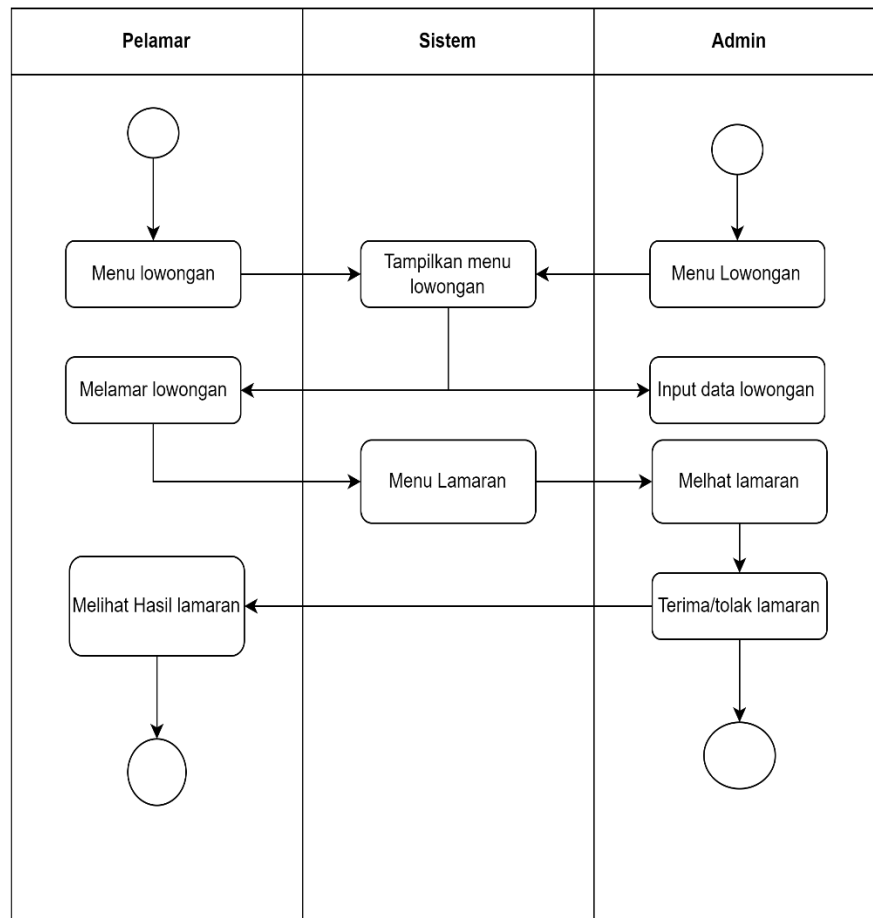 Pelamar
Sistem
Admin
Menu lowongan
Tampilkan menu
lowongan
Menu Lowongan
Melamar lowongan
Input data lowongan
Menu Lamaran
Melhat lamaran
Melihat Hasil lamaran
Terima/tolak lamaran